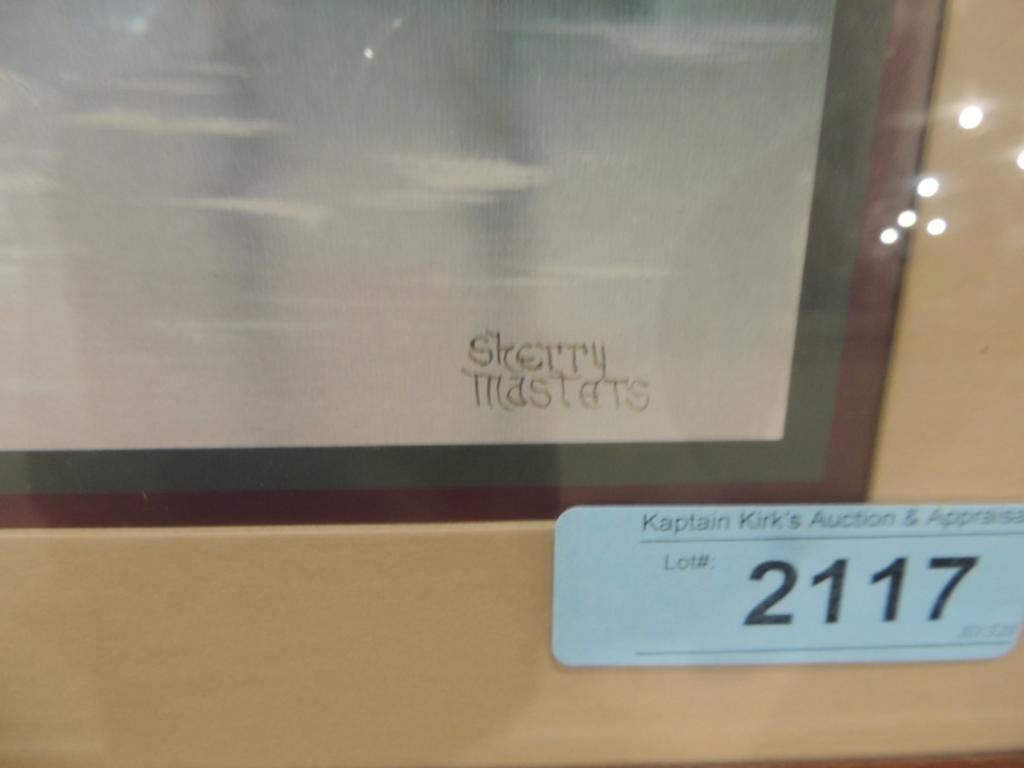 Sherry
Masters
Kaptain Kirk's Auction & Appraisa
Lot#:
2117